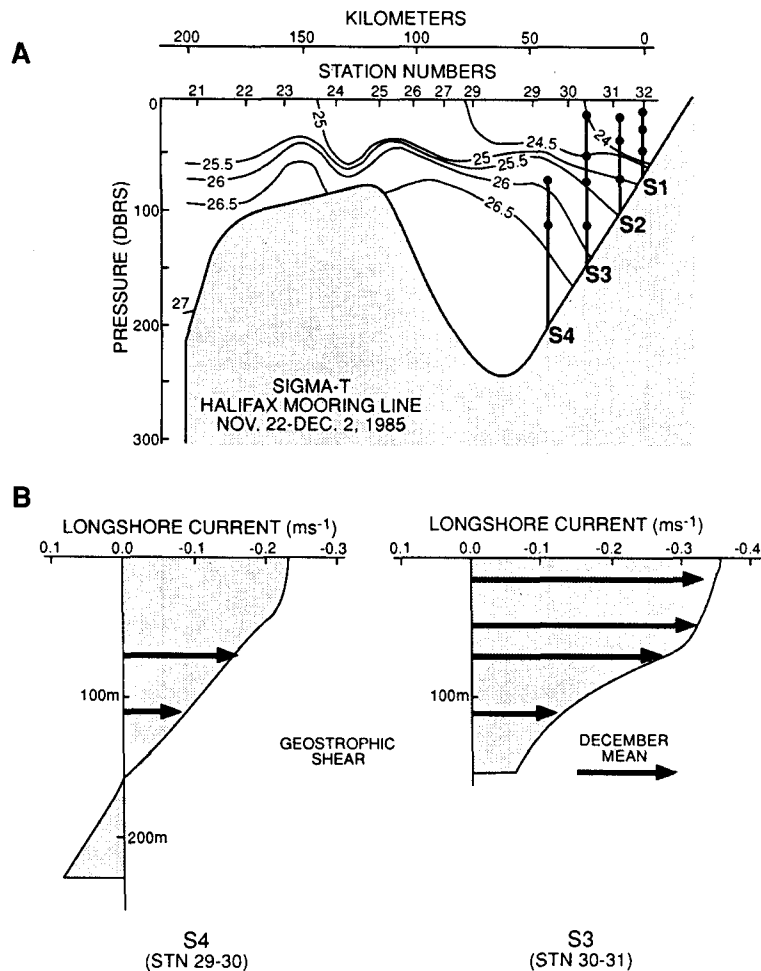 A
KILOMETERS
200 150 100 50 0
STATION NUMBERS
21 22 23 24 25 26 27 29 29 30 31 32
0
25
24.5
24
25.5
26
26.5
25
25.5
26
26.5
27
100
200
300
PRESSURE (DBRS)
S1
S2
S3
S4
SIGMA-T
HALIFAX MOORING LINE
NOV. 22-DEC. 2, 1985
B
LONGSHORE CURRENT (ms-1)
0.1 0.0 -0.1 -0.2 -0.3
100m
200m
GEOSTROPHIC
SHEAR
S4
(STN 29-30)
LONGSHORE CURRENT (ms-1)
0.1 0.0 -0.1 -0.2 -0.3 -0.4
100m
DECEMBER
MEAN
S3
(STN 30-31)